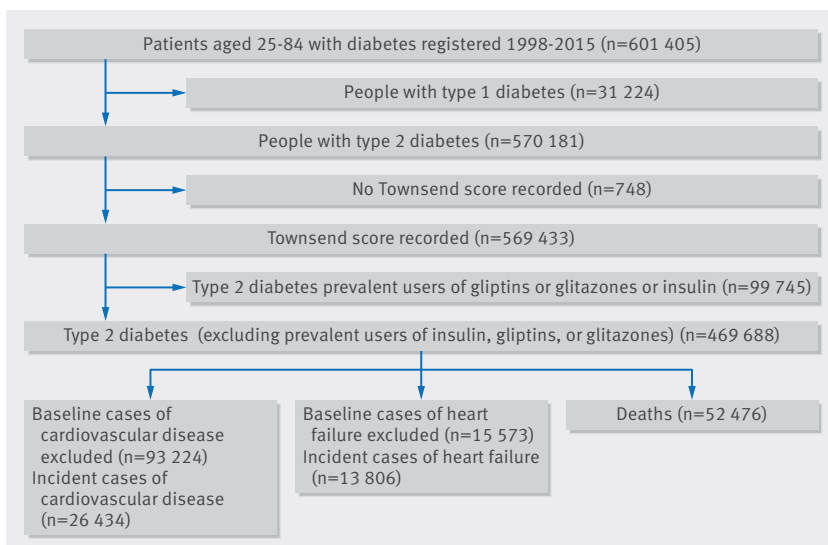 Patients aged 25-84 with diabetes registered 1998-2015 (n=601 405)
People with type 1 diabetes (n=31 224)
People with type 2 diabetes (n=570 181)
No Townsend score recorded (n=748)
Townsend score recorded (n=569 433)
Type 2 diabetes prevalent users of gliptins or glitazones or insulin (n=99 745)
Type 2 diabetes (excluding prevalent users of insulin, gliptins, or glitazones) (n=469 688)
Baseline cases of
cardiovascular disease
excluded (n=93 224)
Incident cases of
cardiovascular disease
(n=26 434)
Baseline cases of heart
failure excluded (n=15 573)
Incident cases of heart failure
(n=13 806)
Deaths (n=52 476)